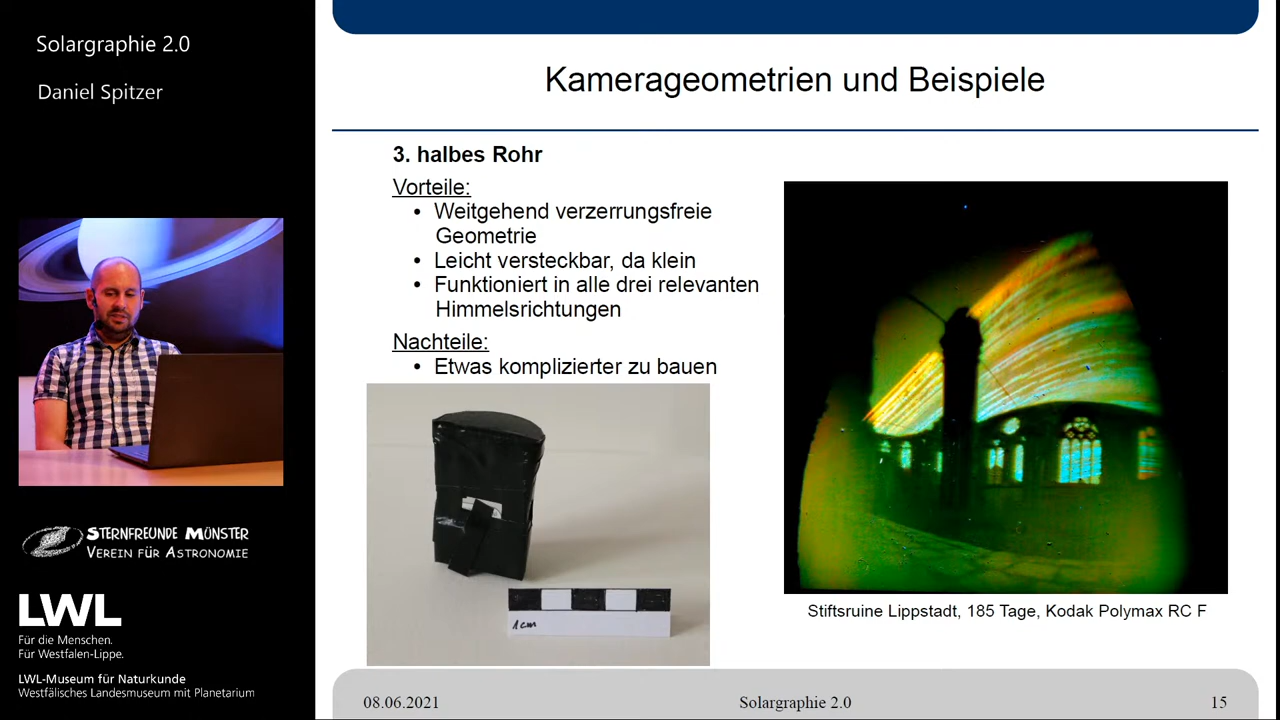 Solargraphie 2.0
Daniel Spitzer
STERNFREUNDE MÜNSTER
VEREIN FÜR ASTRONOMIE
LWL
Für die Menschen.
Für Westfalen-Lippe.
LWL-Museum für Naturkunde
Westfälisches Landesmuseum mit Planetarium
Kamerageometrien und Beispiele
3. halbes Rohr
Vorteile:
• Weitgehend verzerrungsfreie
Geometrie
• Leicht versteckbar, da klein
• Funktioniert in alle drei relevanten
Himmelsrichtungen
Nachteile:
• Etwas komplizierter zu bauen
1cm
Stiftsruine Lippstadt, 185 Tage, Kodak Polymax RC F
08.06.2021
Solargraphie 2.0
15